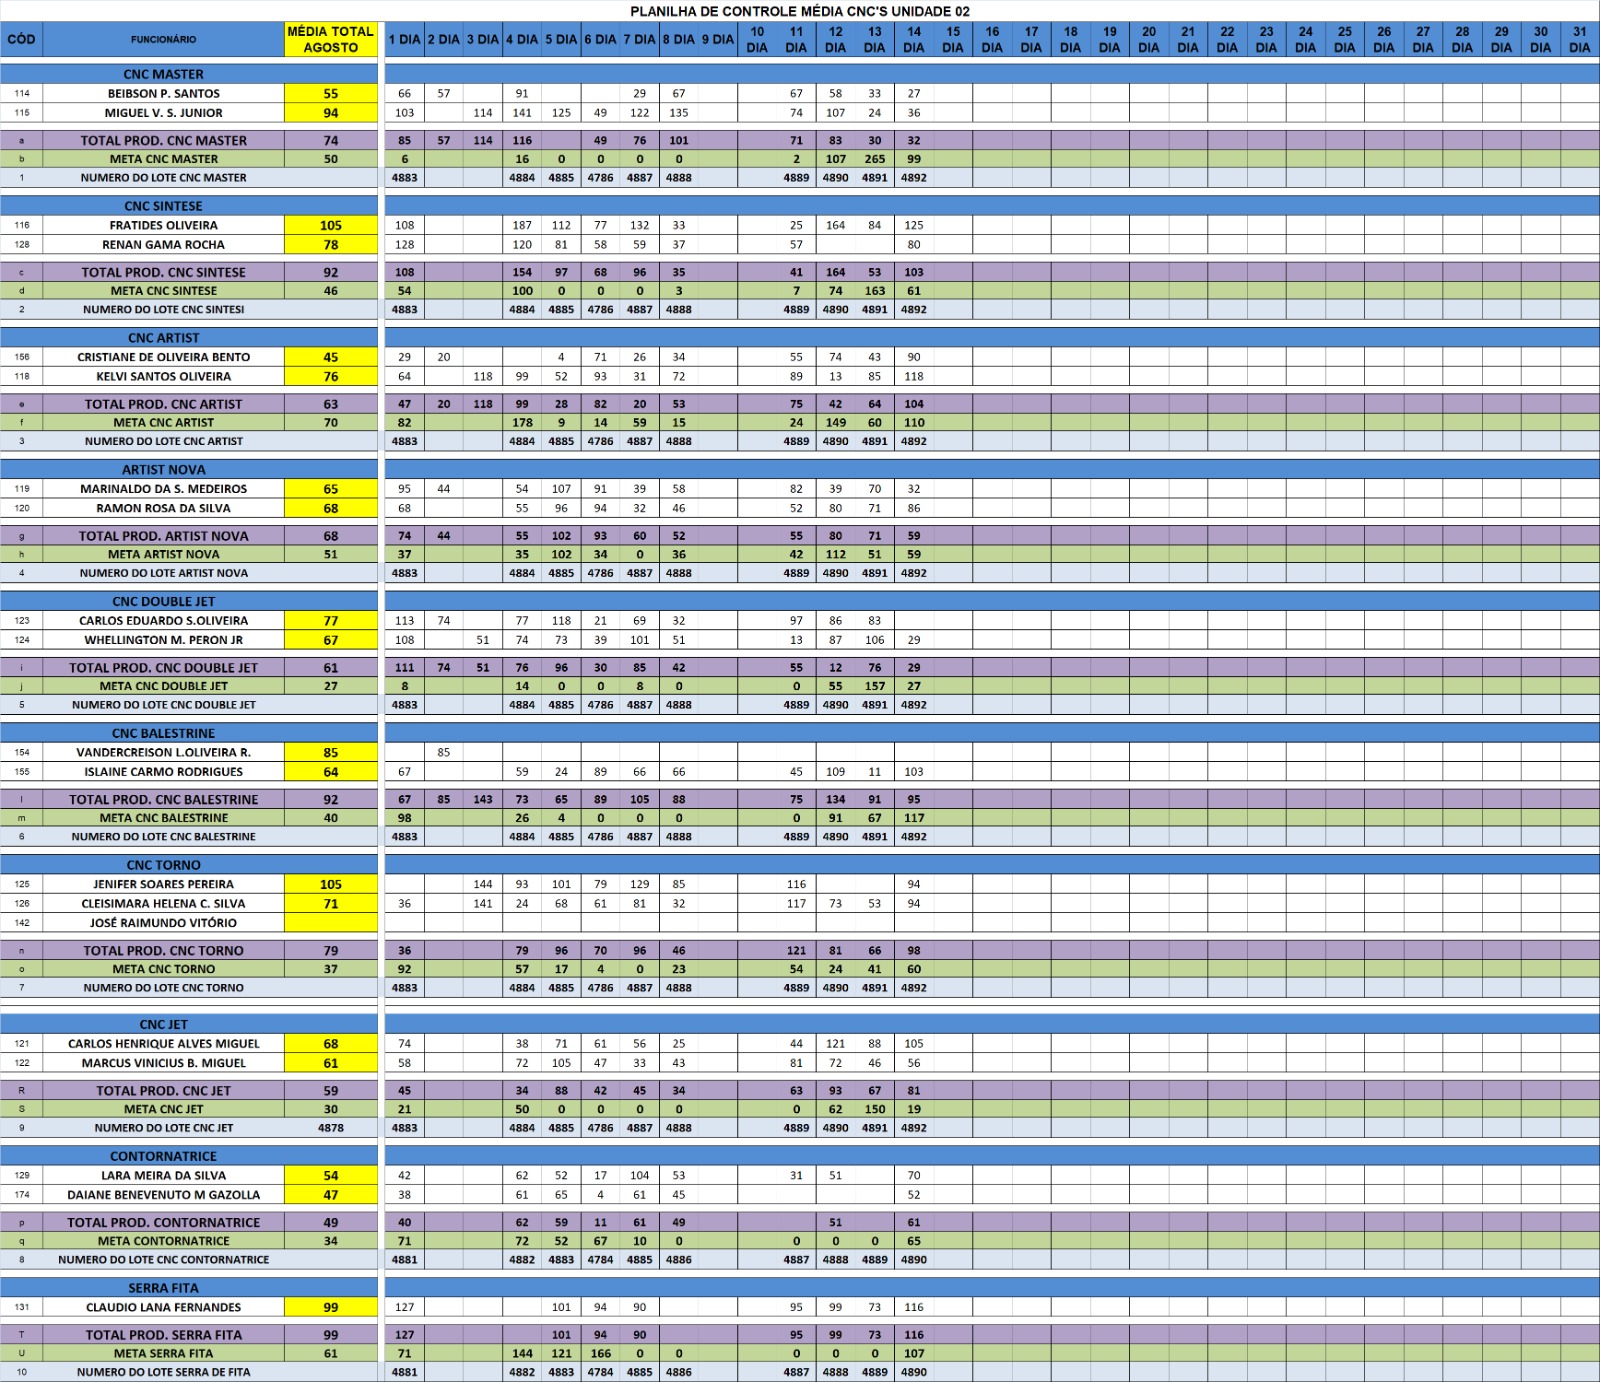 PLANILHA DE CONTROLE MÉDIA CNC'S UNIDADE 02
CÓD FUNCIONÁRIO MÉDIA TOTAL AGOSTO 1 DIA 2 DIA 3 DIA 4 DIA 5 DIA 6 DIA 7 DIA 8 DIA 9 DIA 10 DIA 11 DIA 12 DIA 13 DIA 14 DIA 15 DIA 16 DIA 17 DIA 18 DIA 19 DIA 20 DIA 21 DIA 22 DIA 23 DIA 24 DIA 25 DIA 26 DIA 27 DIA 28 DIA 29 DIA 30 DIA 31 DIA
CNC MASTER
114 BEIBSON P. SANTOS 55 66 57 91 29 67 67 58 33 27
115 MIGUEL V. S. JUNIOR 94 103 114 141 125 49 122 135 74 107 24 36
a TOTAL PROD. CNC MASTER 74 85 57 114 116 49 76 101 71 83 30 32
b META CNC MASTER 50 6 16 0 0 0 0 2 107 265 99
1 NUMERO DO LOTE CNC MASTER 4883 4884 4885 4786 4887 4888 4889 4890 4891 4892
CNC SINTESE
116 FRATIDES OLIVEIRA 105 108 187 112 77 132 33 25 164 84 125
128 RENAN GAMA ROCHA 78 128 120 81 58 59 37 57 80
c TOTAL PROD. CNC SINTESE 92 108 154 97 68 96 35 41 164 53 103
d META CNC SINTESE 46 54 100 0 0 0 3 7 74 163 61
2 NUMERO DO LOTE CNC SINTESI 4883 4884 4885 4786 4887 4888 4889 4890 4891 4892
CNC ARTIST
156 CRISTIANE DE OLIVEIRA BENTO 45 29 20 4 71 26 34 55 74 43 90
118 KELVI SANTOS OLIVEIRA 76 64 118 99 52 93 31 72 89 13 85 118
e TOTAL PROD. CNC ARTIST 63 47 20 118 99 28 82 20 53 75 42 64 104
f META CNC ARTIST 70 82 178 9 14 59 15 24 149 60 110
3 NUMERO DO LOTE CNC ARTIST 4883 4884 4885 4786 4887 4888 4889 4890 4891 4892
ARTIST NOVA
119 MARINALDO DA S. MEDEIROS 65 95 44 54 107 91 39 58 82 39 70 32
120 RAMON ROSA DA SILVA 68 68 55 96 94 32 46 52 80 71 86
g TOTAL PROD. ARTIST NOVA 68 74 44 55 102 93 60 52 55 80 71 59
h META ARTIST NOVA 51 37 35 102 34 0 36 42 112 51 59
4 NUMERO DO LOTE ARTIST NOVA 4883 4884 4885 4786 4887 4888 4889 4890 4891 4892
CNC DOUBLE JET
123 CARLOS EDUARDO S.OLIVEIRA 77 113 74 77 118 21 69 32 97 86 83
124 WHELLINGTON M. PERON JR 67 108 51 74 73 39 101 51 13 87 106 29
i TOTAL PROD. CNC DOUBLE JET 61 111 74 51 76 96 30 85 42 55 12 76 29
j META CNC DOUBLE JET 27 8 14 0 0 8 0 0 55 157 27
5 NUMERO DO LOTE CNC DOUBLE JET 4883 4884 4885 4786 4887 4888 4889 4890 4891 4892
CNC BALESTRINE
154 VANDERCREISON L.OLIVEIRA R. 85 85
155 ISLAINE CARMO RODRIGUES 64 67 59 24 89 66 66 45 109 11 103
l TOTAL PROD. CNC BALESTRINE 92 67 85 143 73 65 89 105 88 75 134 91 95
m META CNC BALESTRINE 40 98 26 4 0 0 0 0 91 67 117
6 NUMERO DO LOTE CNC BALESTRINE 4883 4884 4885 4786 4887 4888 4889 4890 4891 4892
CNC TORNO
125 JENIFER SOARES PEREIRA 105 144 93 101 79 129 85 116 94
126 CLEISIMARA HELENA C. SILVA 71 36 141 24 68 61 81 32 117 73 53 94
142 JOSÉ RAIMUNDO VITÓRIO
n TOTAL PROD. CNC TORNO 79 36 79 96 70 96 46 121 81 66 98
o META CNC TORNO 37 92 57 17 4 0 23 54 24 41 60
7 NUMERO DO LOTE CNC TORNO 4883 4884 4885 4786 4887 4888 4889 4890 4891 4892
CNC JET
121 CARLOS HENRIQUE ALVES MIGUEL 68 74 38 71 61 56 25 44 121 88 105
122 MARCUS VINICIUS B. MIGUEL 61 58 72 105 47 33 43 81 72 46 56
R TOTAL PROD. CNC JET 59 45 34 88 42 45 34 63 93 67 81
S META CNC JET 30 21 50 0 0 0 0 0 62 150 19
9 NUMERO DO LOTE CNC JET 4878 4883 4884 4885 4786 4887 4888 4889 4890 4891 4892
CONTORNATRICE
129 LARA MEIRA DA SILVA 54 42 62 52 17 104 53 31 51 70
174 DAIANE BENEVENUTO M GAZOLLA 47 38 61 65 4 61 45 52
p TOTAL PROD. CONTORNATRICE 49 40 62 59 11 61 49 51 61
q META CONTORNATRICE 34 71 72 52 67 10 0 0 0 0 65
8 NUMERO DO LOTE CNC CONTORNATRICE 4881 4882 4883 4784 4885 4886 4887 4888 4889 4890
SERRA FITA
131 CLAUDIO LANA FERNANDES 99 127 101 94 90 95 99 73 116
T TOTAL PROD. SERRA FITA 99 127 101 94 90 95 99 73 116
U META SERRA FITA 61 71 144 121 166 0 0 0 0 0 107
10 NUMERO DO LOTE SERRA DE FITA 4881 4882 4883 4784 4885 4886 4887 4888 4889 4890